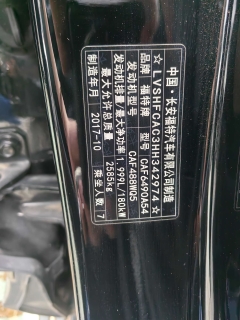 中国·长安福特汽车有限公司制造
☆LVSHFCAC3HH342974☆
品牌 福特牌 型号 CAF6490A54
发动机型号 CAF488WQ5
发动机排量/最大净功率 1.999L/180kW
最大允许总质量 2585kg
制造年月 2017-10 乘坐人数 7